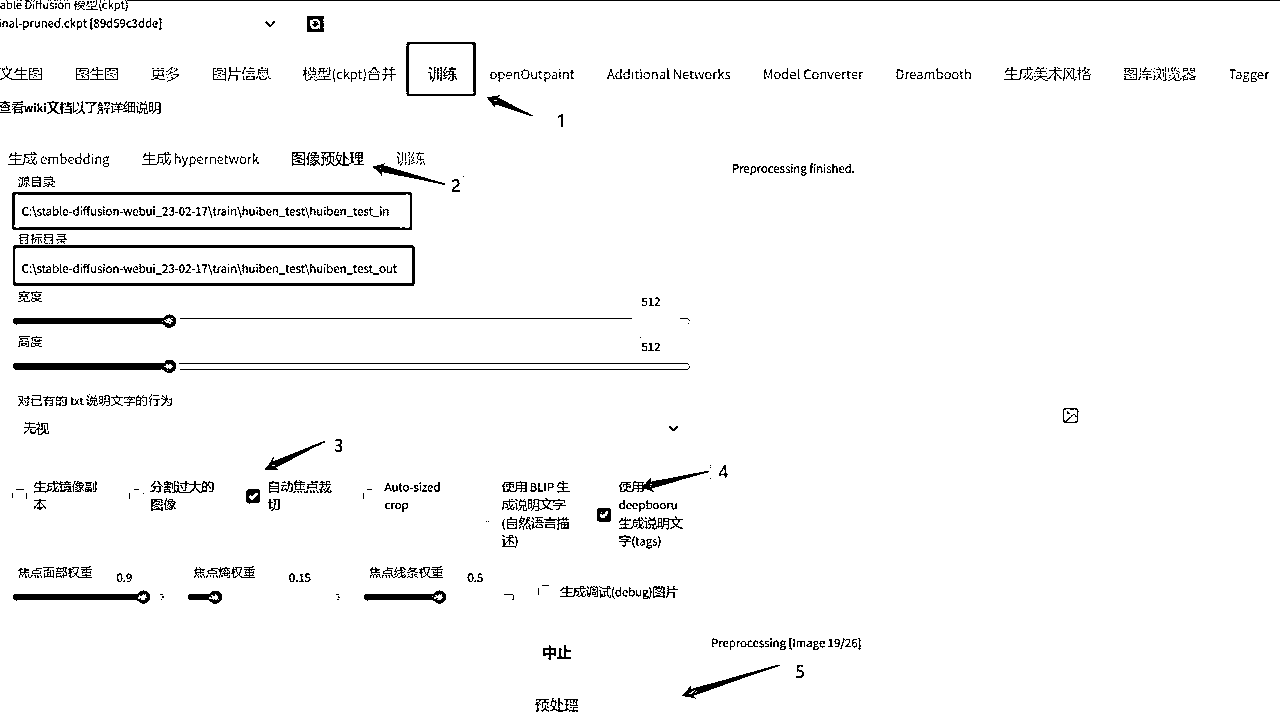 able Diffusion 模型(ckpt)
inal-pruned.ckpt [89d59c3dde]
文生图 图生图 更多 图片信息 模型(ckpt)合并 训练 openOutpaint Additional Networks Model Converter Dreambooth 生成美术风格 图库浏览器 Tagger
查看wiki文档以了解详细说明
1
生成 embedding 生成 hypernetwork 图像预处理 训练
2
Preprocessing finished.
源目录
C:\stable-diffusion-webui_23-02-17\train\huiben_test\huiben_test_in
目标目录
C:\stable-diffusion-webui_23-02-17\train\huiben_test\huiben_test_out
宽度 512
高度 512
对已有的 txt 说明文字的行为
无视
3
4
生成镜像副
本
分割过大的
图像
自动焦点裁
切
Auto-sized
crop
使用 BLIP 生
成说明文字
(自然语言描
述)
使用
deepbooru
生成说明文
字(tags)
焦点面部权重 0.9 焦点熵权重 0.15 焦点线条权重 0.5 生成调试(debug)图片
中止
Preprocessing [Image 19/26]
5
预处理